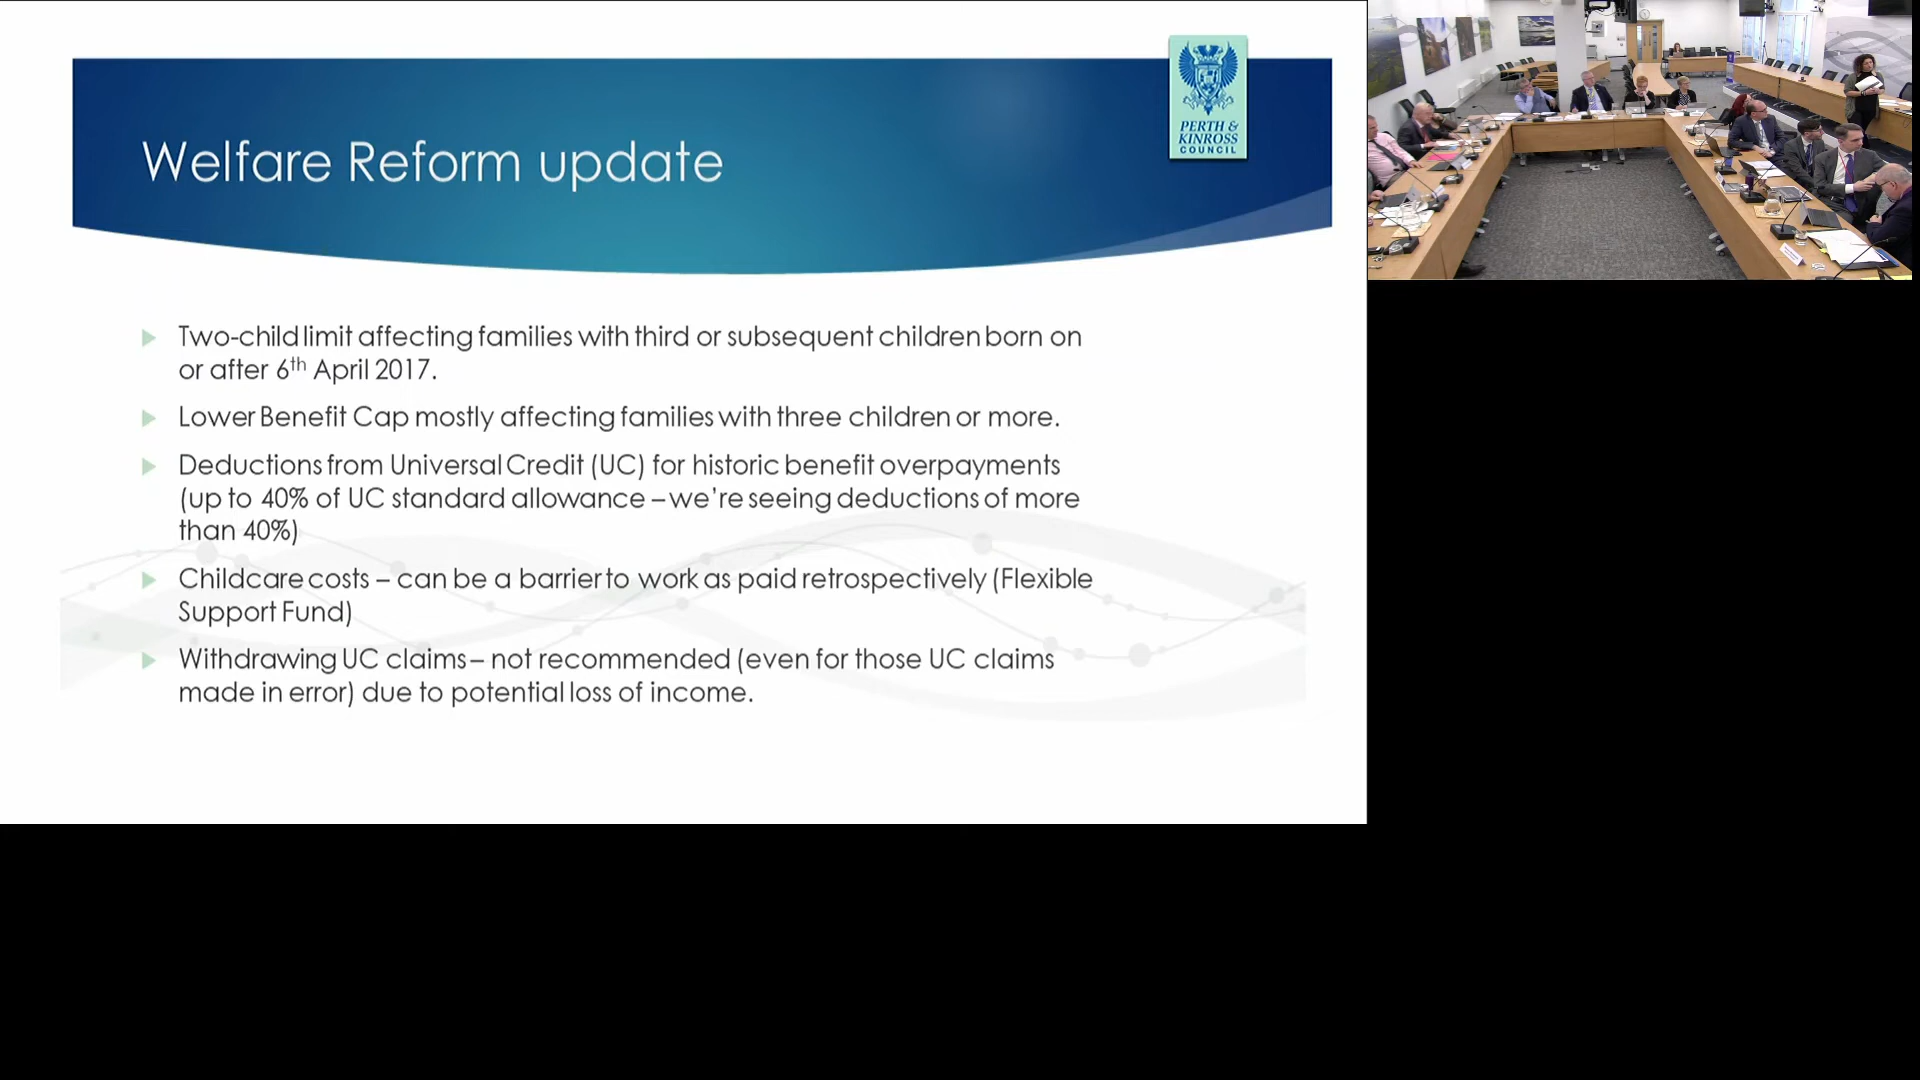 Welfare Reform update
PERTH &
KINROSS
COUNCIL
Two-child limit affecting families with third or subsequent children born on
or after 6th April 2017.
Lower Benefit Cap mostly affecting families with three children or more.
Deductions from Universal Credit (UC) for historic benefit overpayments
(up to 40% of UC standard allowance – we're seeing deductions of more
than 40%)
Childcare costs – can be a barrier to work as paid retrospectively (Flexible
Support Fund)
Withdrawing UC claims – not recommended (even for those UC claims
made in error) due to potential loss of income.